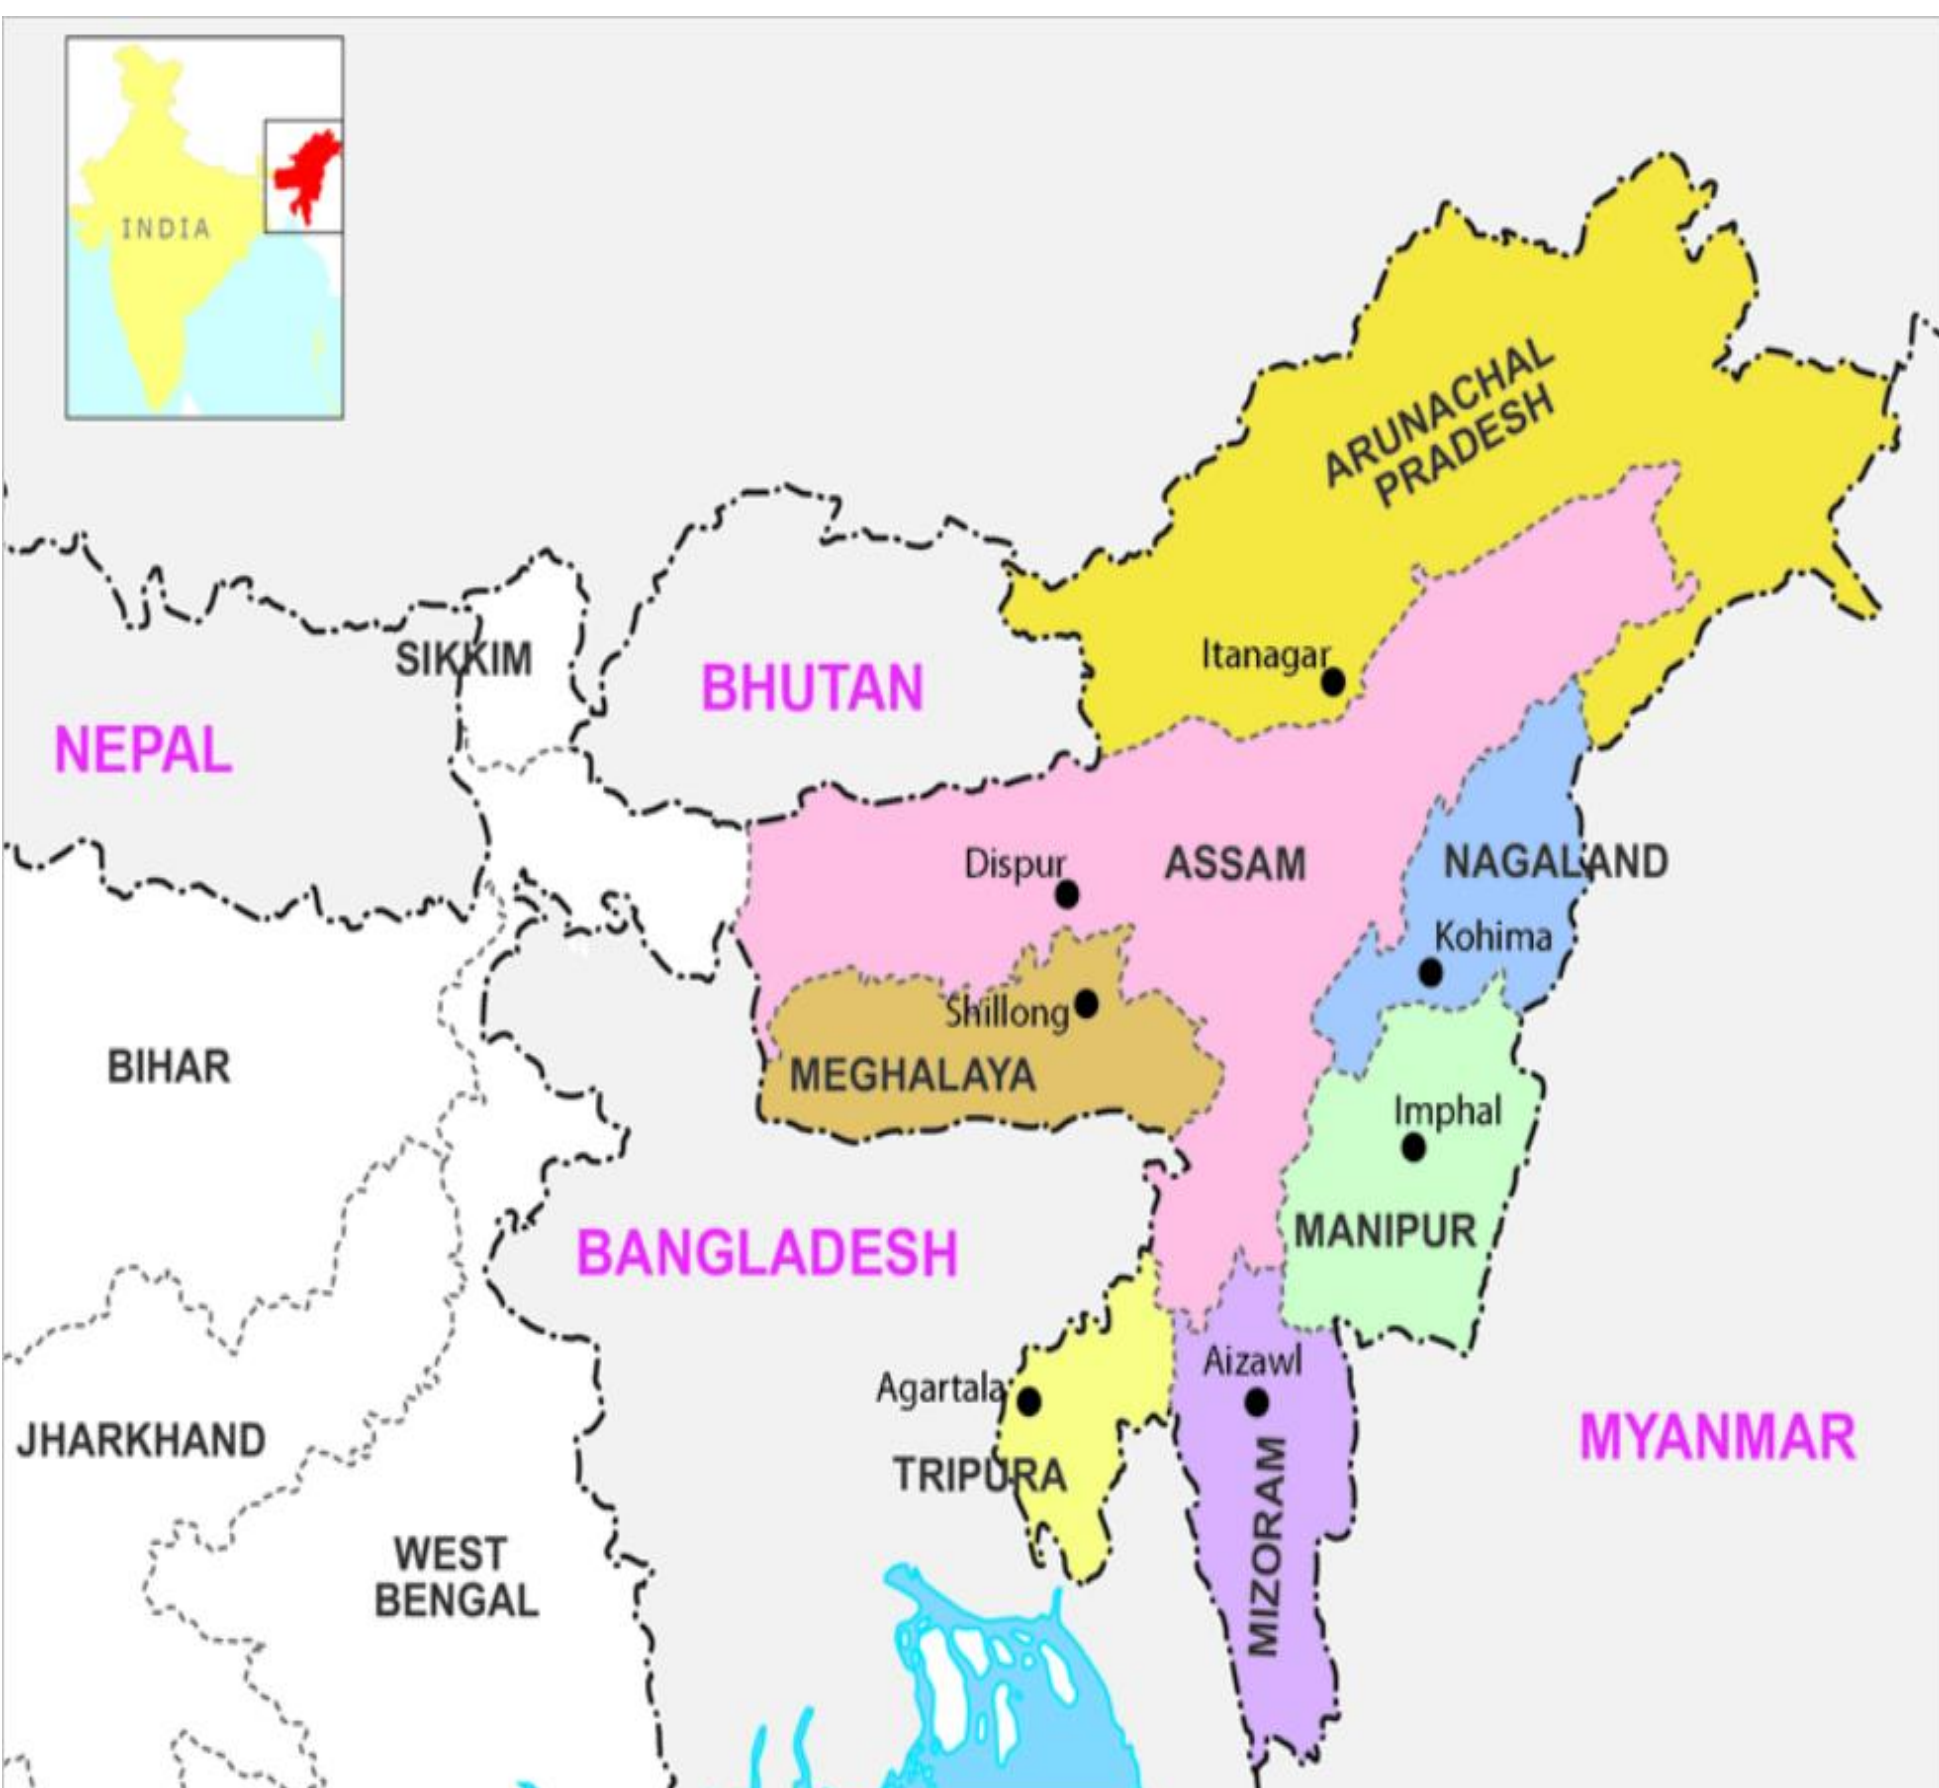 INDIA
ARUNACHAL
PRADESH
SIKKIM
Itanagar
BHUTAN
NEPAL
Dispur
ASSAM
NAGALAND
Kohima
Shillong
BIHAR
MEGHALAYA
Imphal
MANIPUR
BANGLADESH
Aizawl
Agartala
JHARKHAND
MYANMAR
TRIPURA
MIZORAM
WEST
BENGAL